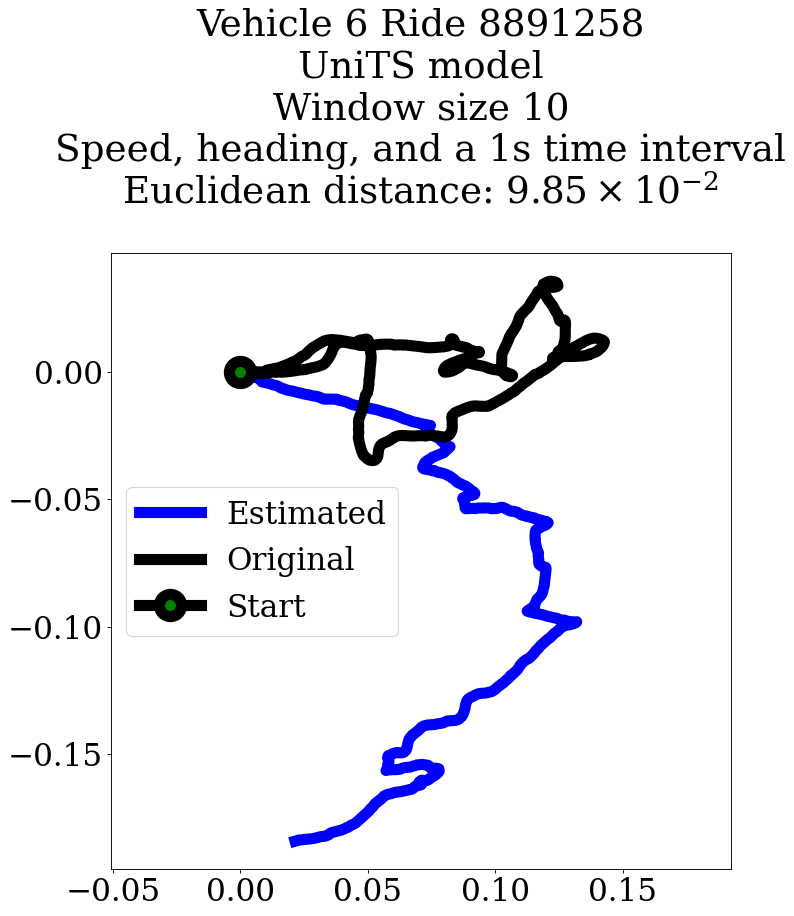 Vehicle 6 Ride 8891258
UniTS model
Window size 10
Speed, heading, and a 1s time interval
Euclidean distance: 9.85 × 10⁻²
0.00
−0.05
−0.10
−0.15
Estimated
Original
Start
−0.05 0.00 0.05 0.10 0.15